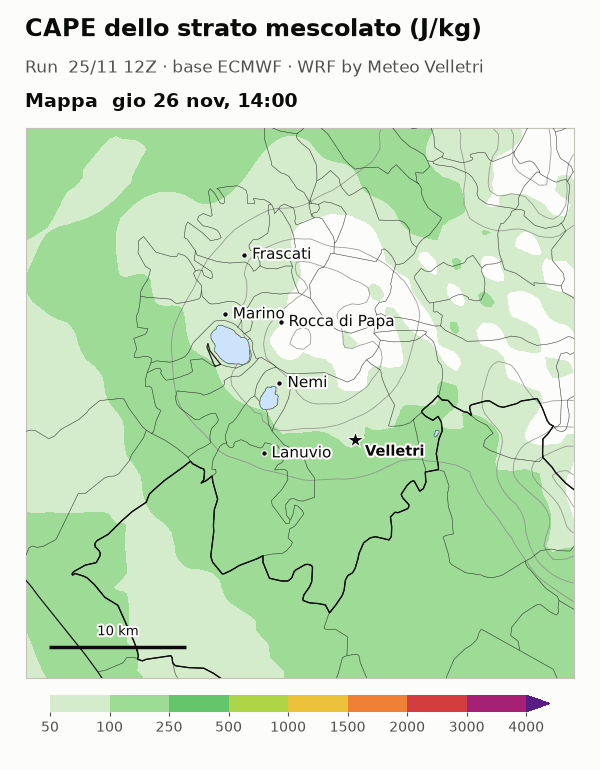 CAPE dello strato mescolato (J/kg)
Run  25/11 12Z · base ECMWF · WRF by Meteo Velletri
Mappa  gio 26 nov, 14:00
Frascati
Marino
Rocca di Papa
Nemi
Velletri
Lanuvio
10 km
50 100 250 500 1000 1500 2000 3000 4000